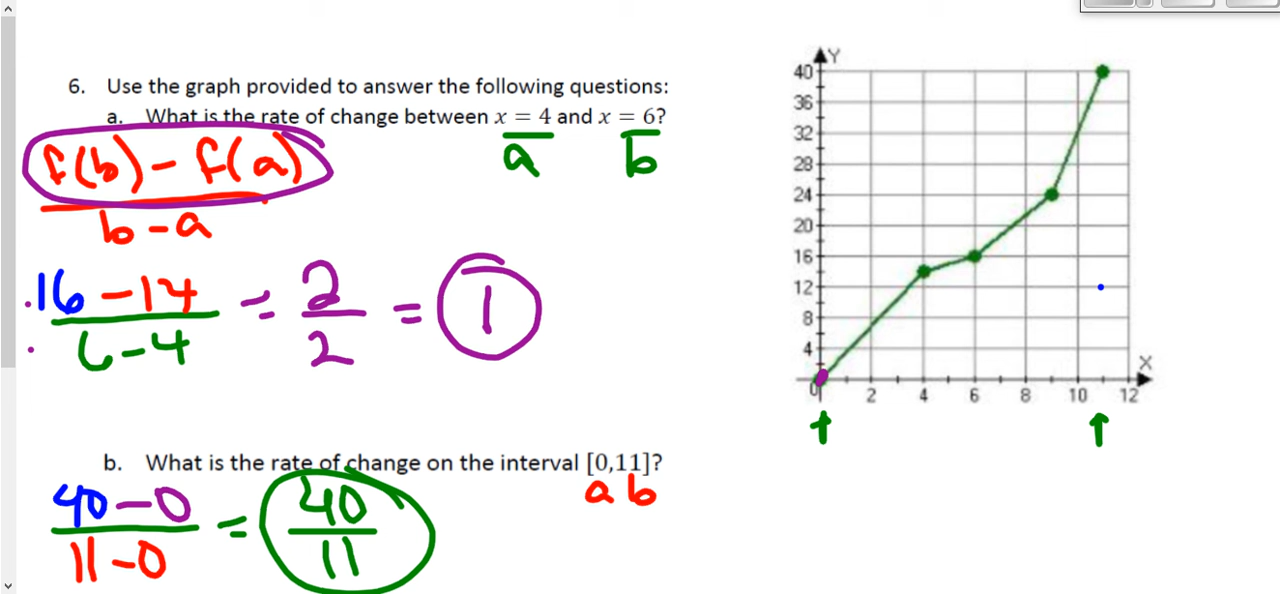 6. Use the graph provided to answer the following questions:
a. What is the rate of change between x = 4 and x = 6?
a b
f(b) - f(a)
b - a
16 - 14
6 - 4
= 2
2
= 1
b. What is the rate of change on the interval [0,11]?
a b
40 - 0
11 - 0
= 40
11
Y
40
36
32
28
24
20
16
12
8
4
0 2 4 6 8 10 12
X